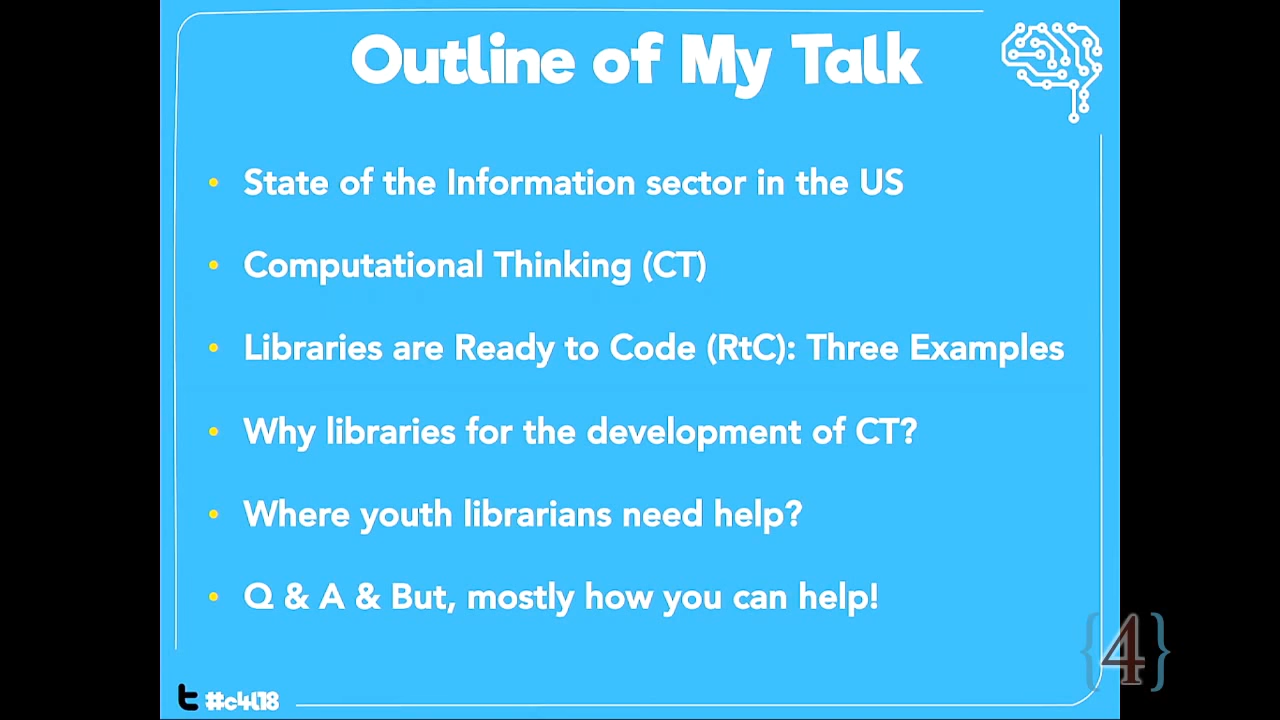 Outline of My Talk
• State of the Information sector in the US
• Computational Thinking (CT)
• Libraries are Ready to Code (RtC): Three Examples
• Why libraries for the development of CT?
• Where youth librarians need help?
• Q & A & But, mostly how you can help!
{4}
t #c4l18